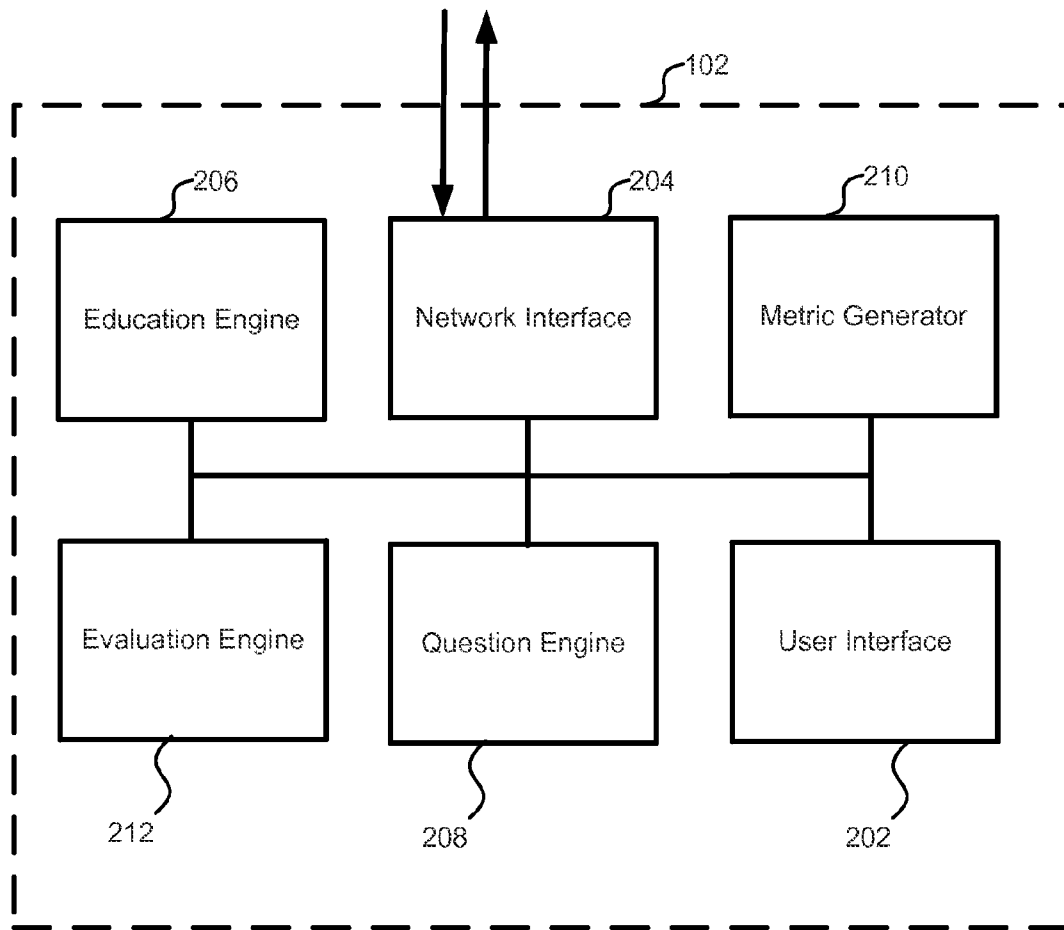 102
206
204
210
Education Engine
Network Interface
Metric Generator
Evaluation Engine
Question Engine
User Interface
212
208
202